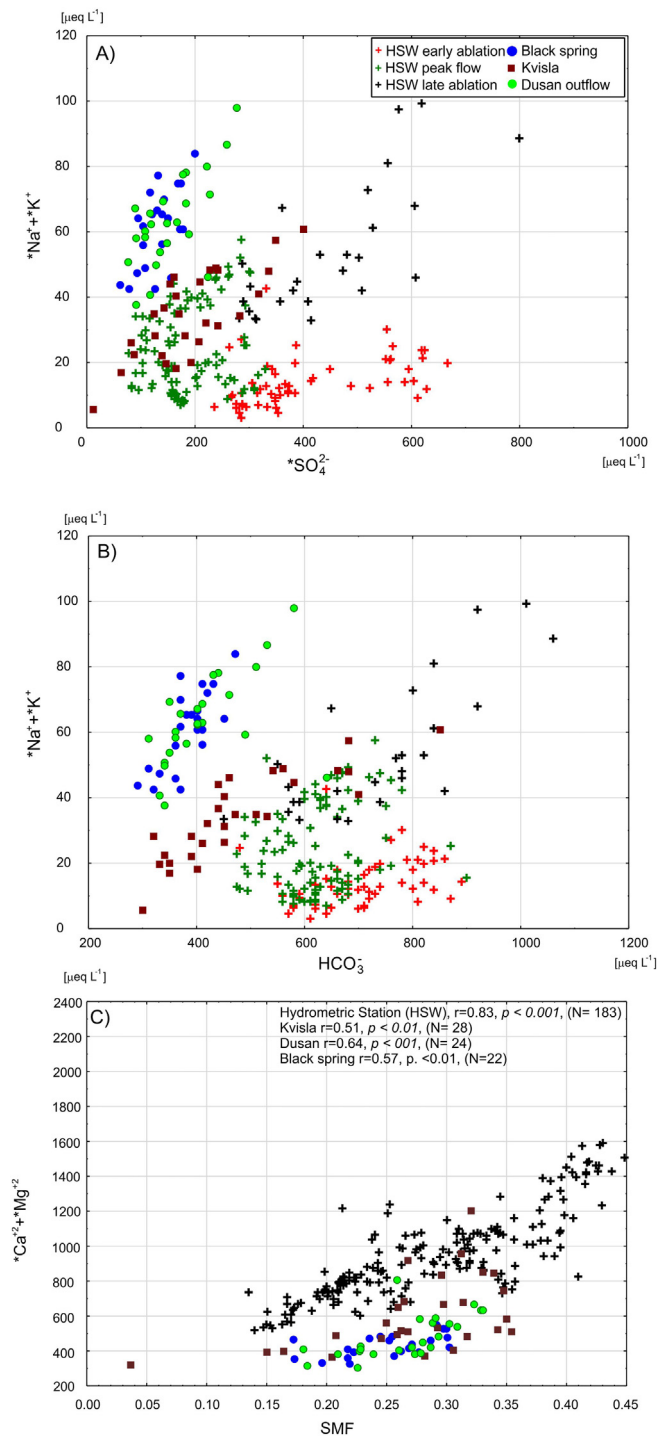 [µeq L⁻¹]
120
A)
HSW early ablation
HSW peak flow
HSW late ablation
Black spring
Kvisla
Dusan outflow
100
80
60
40
20
0
*Na⁺+*K⁺
0 200 400 600 800 1000
*SO₄²⁻
[µeq L⁻¹]
[µeq L⁻¹]
120
B)
100
80
60
40
20
0
*Na⁺+*K⁺
200 400 600 800 1000 1200
HCO₃⁻
[µeq L⁻¹]
[µeq L⁻¹]
2400
C)
Hydrometric Station (HSW), r=0.83, p < 0.001, (N= 183)
Kvisla r=0.51, p < 0.01, (N= 28)
Dusan r=0.64, p < 001, (N= 24)
Black spring r=0.57, p. <0.01, (N=22)
2200
2000
1800
1600
1400
1200
1000
800
600
400
200
*Ca⁺²+*Mg⁺²
0.00 0.05 0.10 0.15 0.20 0.25 0.30 0.35 0.40 0.45
SMF